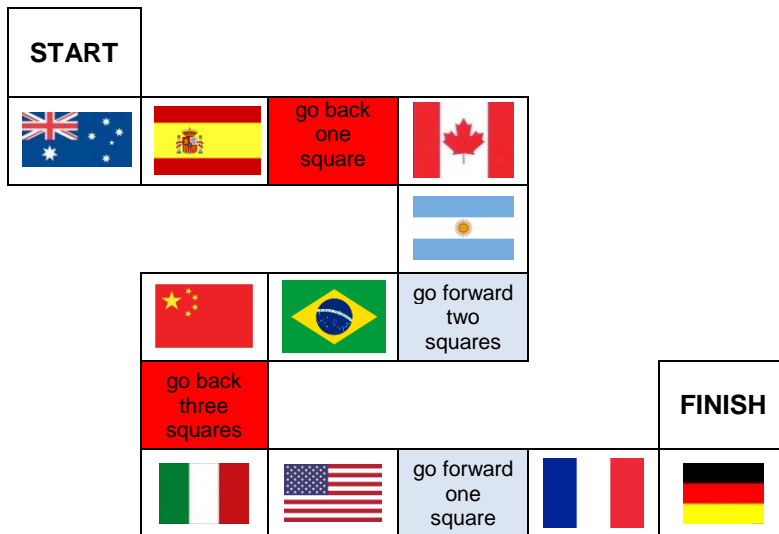 START
go back
one
square
go forward
two
squares
go back
three
squares
FINISH
go forward
one
square